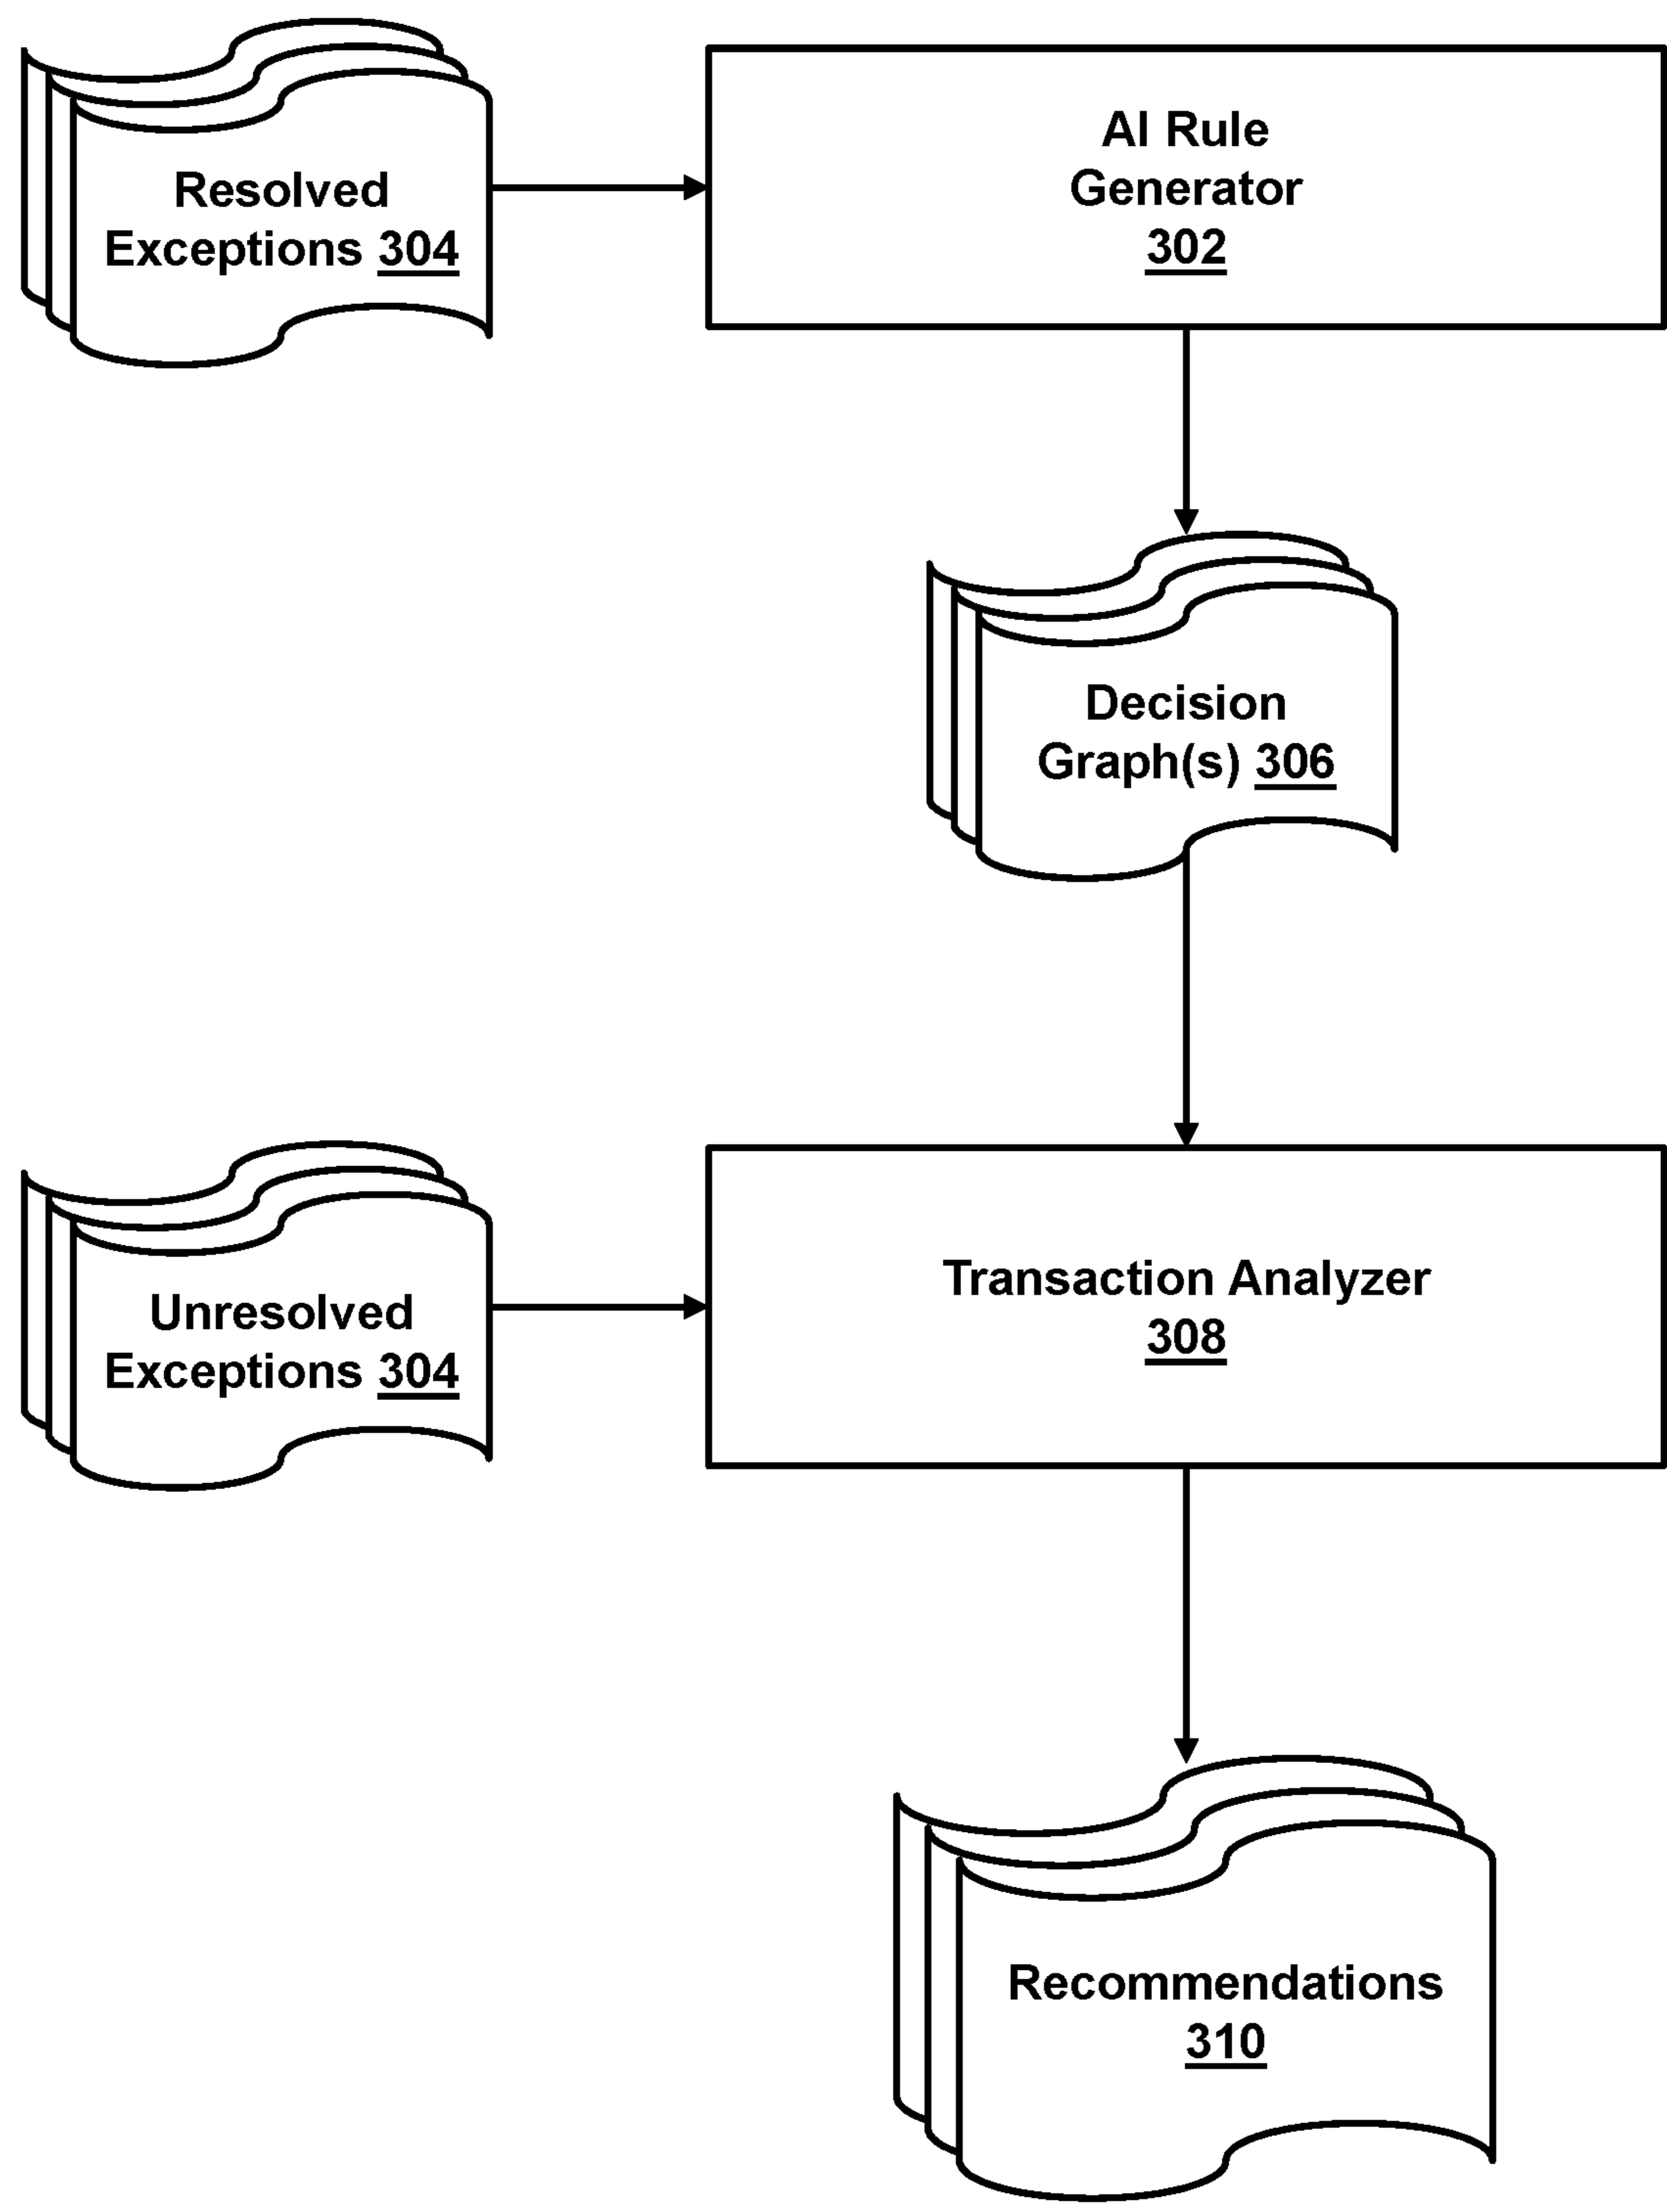 Resolved
Exceptions 304
AI Rule
Generator
302
Decision
Graph(s) 306
Unresolved
Exceptions 304
Transaction Analyzer
308
Recommendations
310